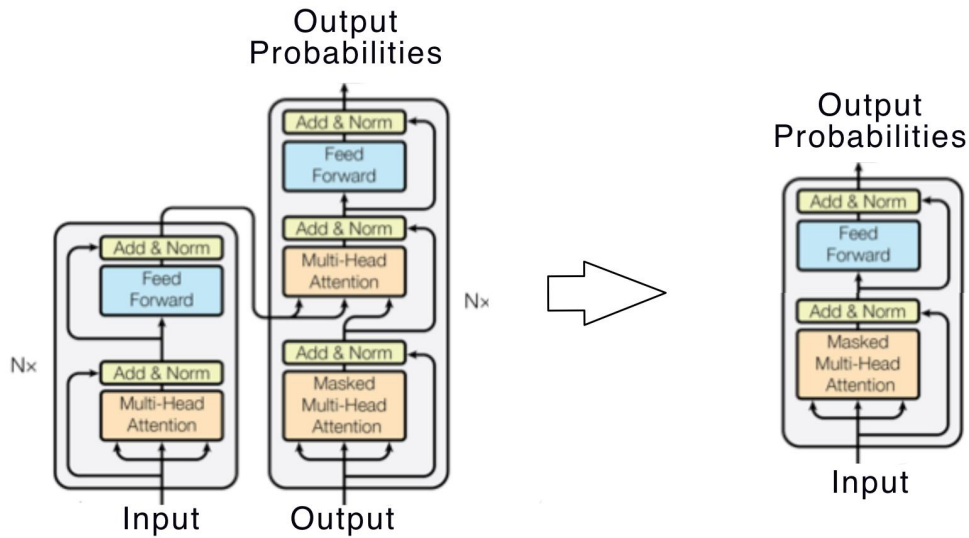 Output
Probabilities
Add & Norm
Feed
Forward
Add & Norm
Multi-Head
Attention
Add & Norm
Masked
Multi-Head
Attention
Nx
Output
Add & Norm
Feed
Forward
Add & Norm
Multi-Head
Attention
Nx
Input
Output
Probabilities
Add & Norm
Feed
Forward
Add & Norm
Masked
Multi-Head
Attention
Input